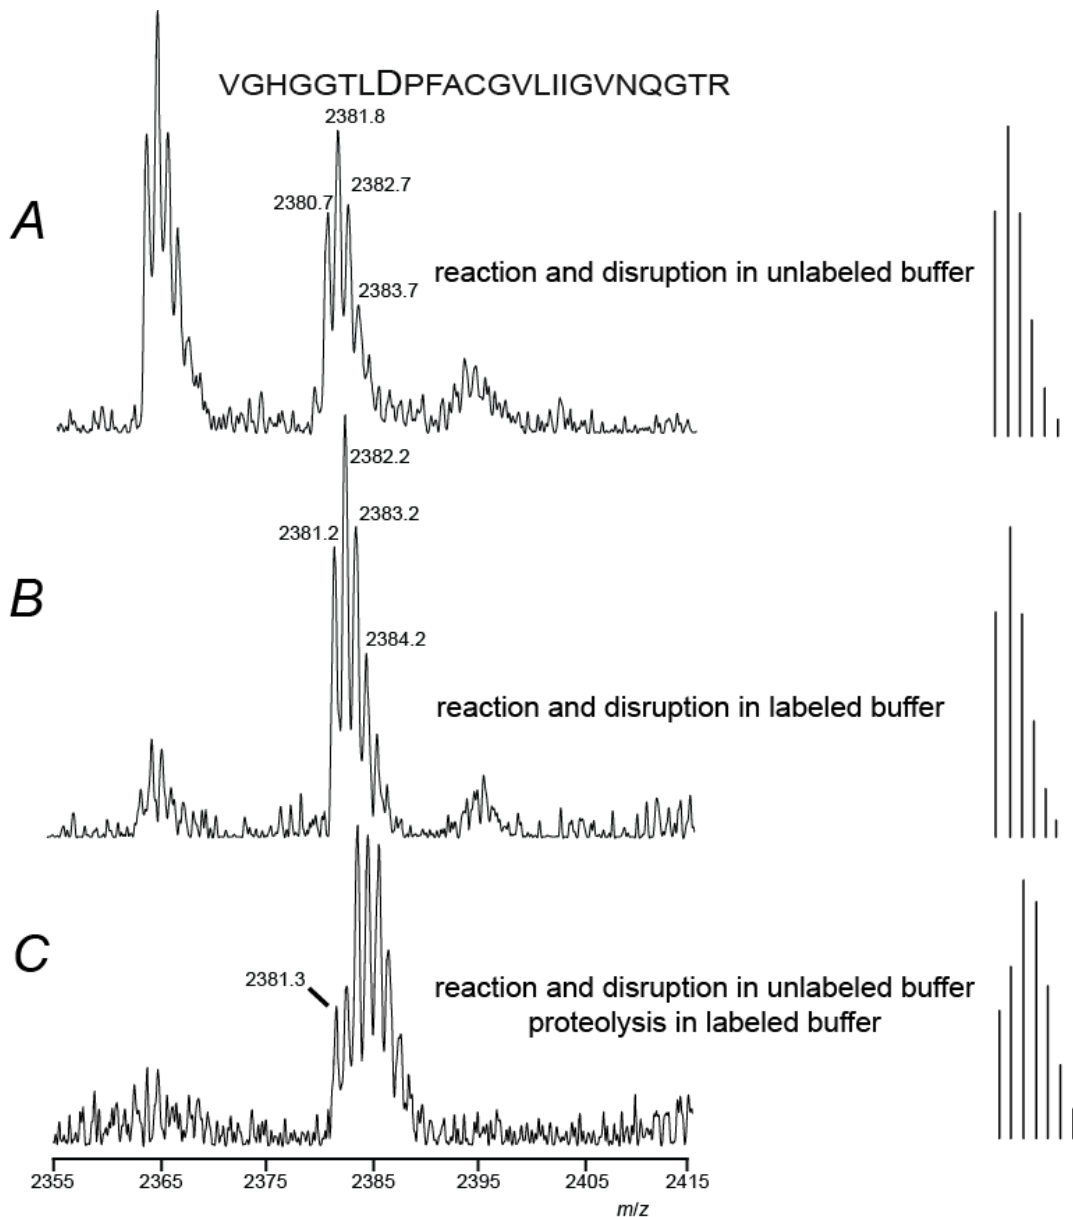 VGHGGTLDPFACGVLIIGVNQGTR
2381.8
2382.7
2380.7
A
reaction and disruption in unlabeled buffer
2383.7
2382.2
2383.2
2381.2
B
2384.2
reaction and disruption in labeled buffer
C
2381.3
reaction and disruption in unlabeled buffer
proteolysis in labeled buffer
2355 2365 2375 2385 2395 2405 2415
m/z